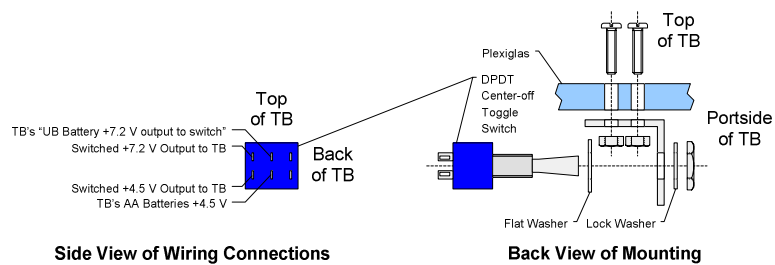 Top
of TB
TB's "UB Battery +7.2 V output to switch"
Switched +7.2 V Output to TB
Back
of TB
Switched +4.5 V Output to TB
TB's AA Batteries +4.5 V
Side View of Wiring Connections
Top
of TB
Plexiglas
DPDT
Center-off
Toggle
Switch
Portside
of TB
Flat Washer
Lock Washer
Back View of Mounting